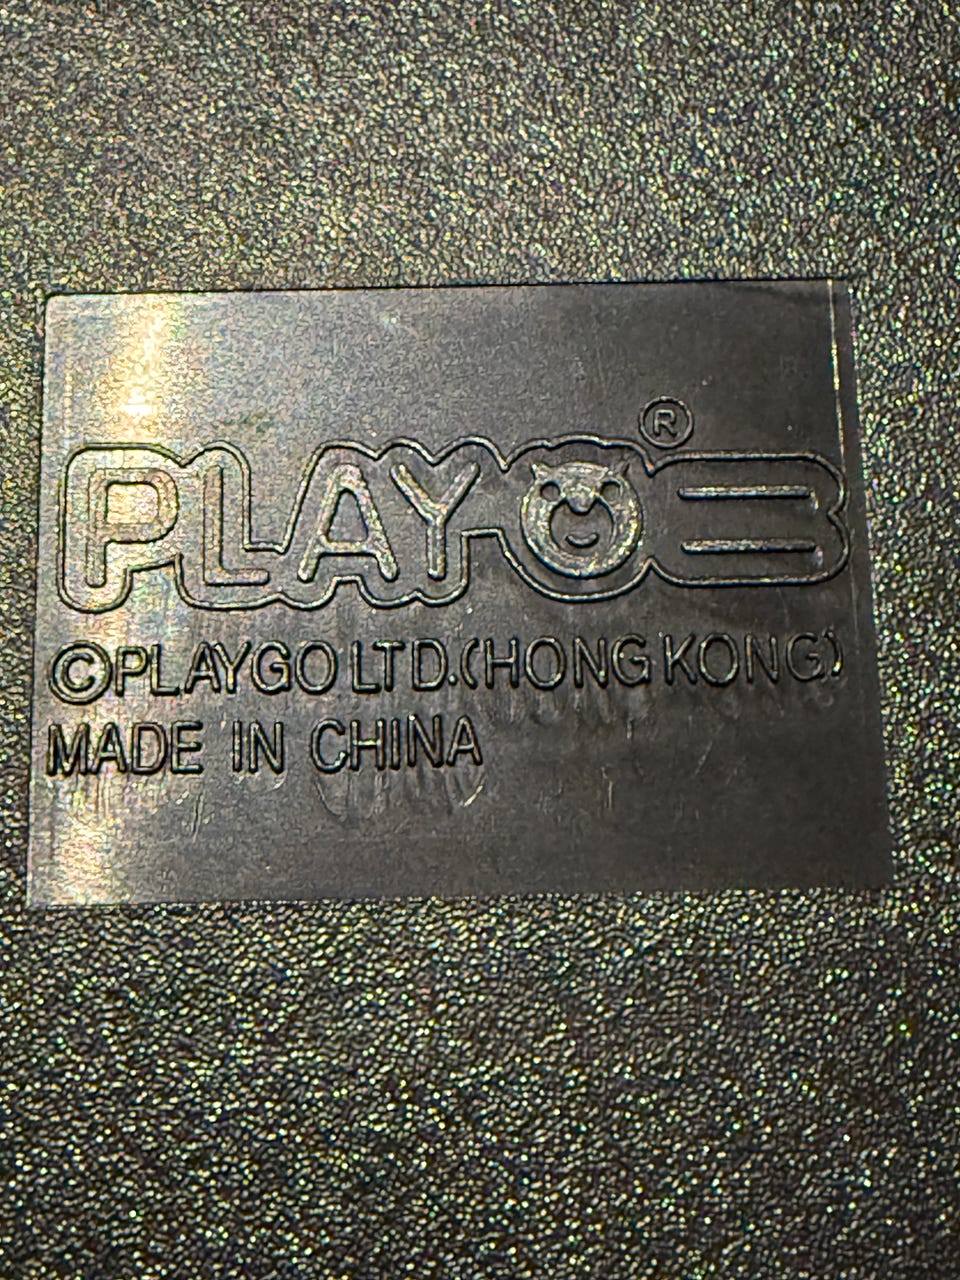 PLAY ®
©PLAYGO LTD.(HONG KONG)
MADE IN CHINA